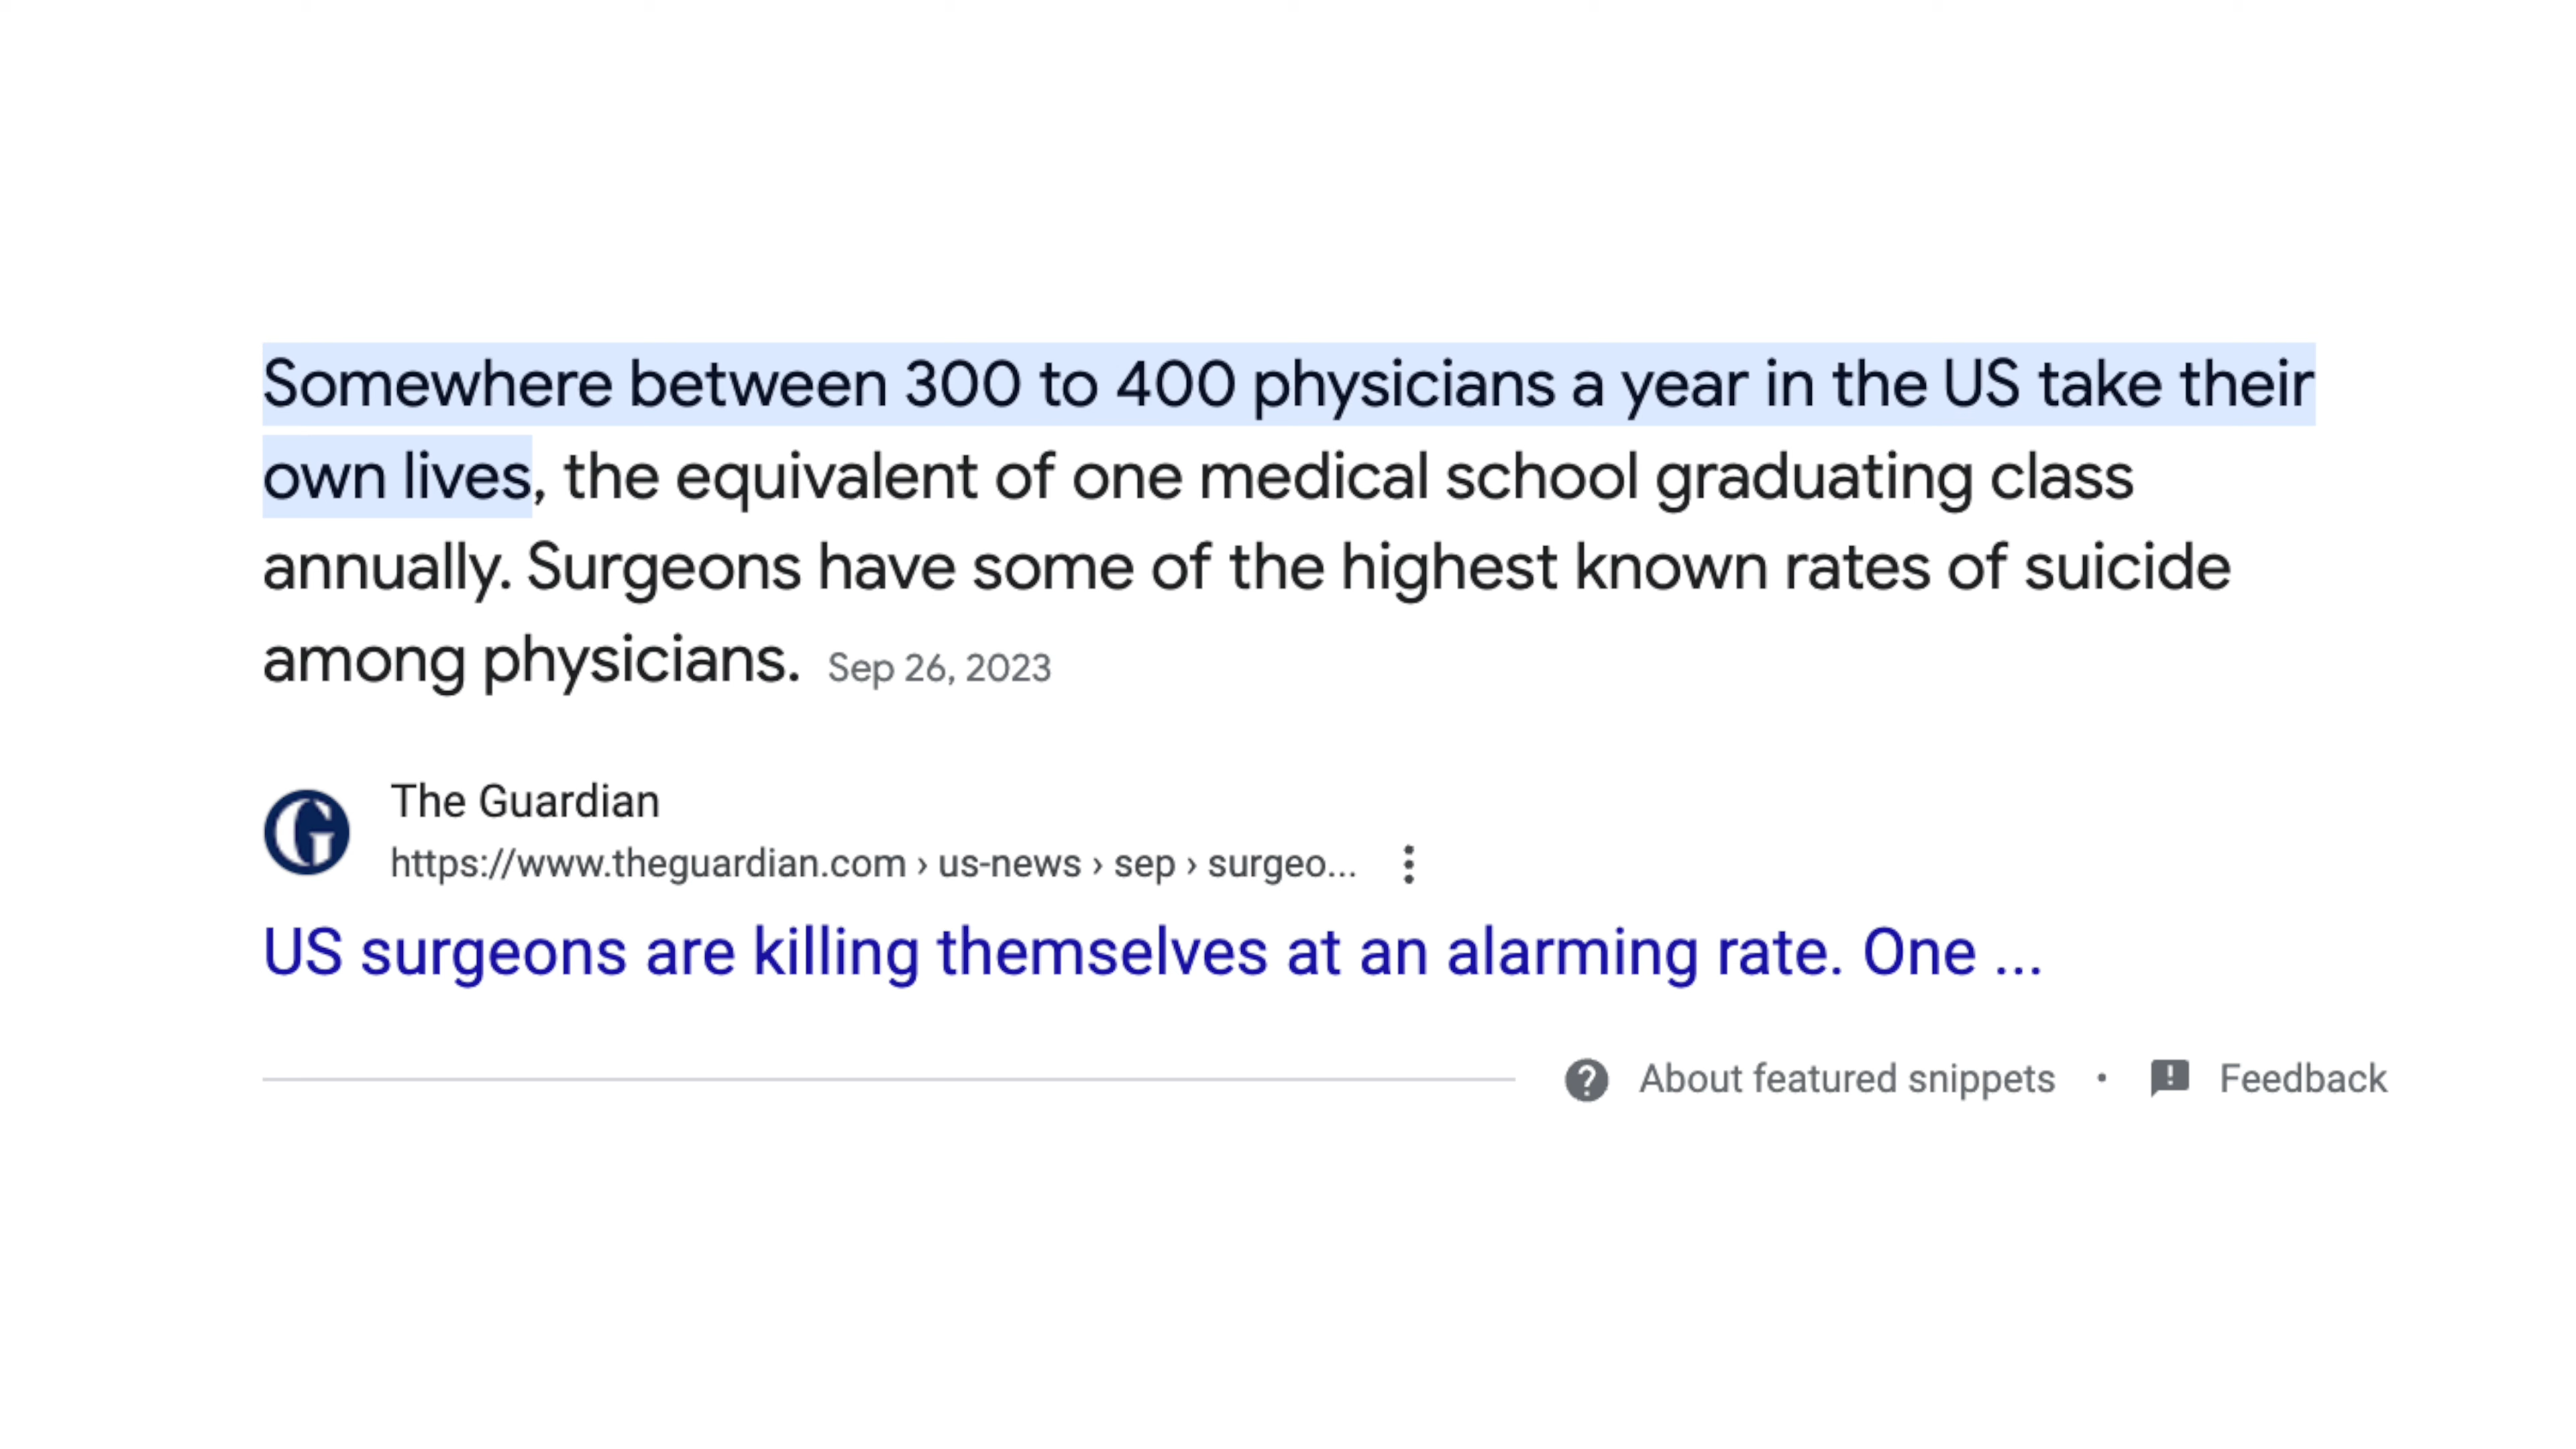 Somewhere between 300 to 400 physicians a year in the US take their
own lives, the equivalent of one medical school graduating class
annually. Surgeons have some of the highest known rates of suicide
among physicians. Sep 26, 2023
The Guardian
https://www.theguardian.com › us-news › sep › surgeo...
US surgeons are killing themselves at an alarming rate. One ...
About featured snippets • Feedback